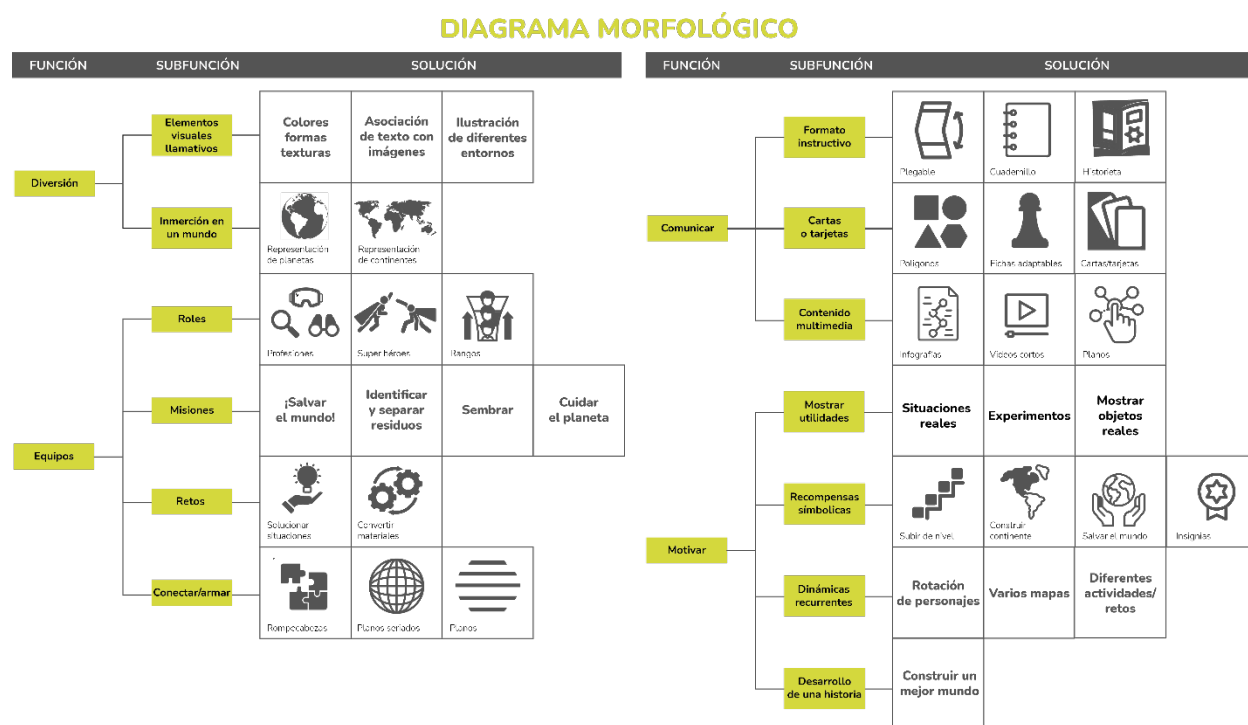 DIAGRAMA MORFOLÓGICO
FUNCIÓN SUBFUNCIÓN SOLUCIÓN
Diversión
Elementos
visuales
llamativos
Colores
formas
texturas
Asociación
de texto con
imágenes
Ilustración
de diferentes
entornos
Inmerción en
un mundo
Representación
de planetas
Representación
de continentes
Equipos
Roles
Profesiones
Super héroes
Rangos
Misiones
¡Salvar
el mundo!
Identificar
y separar
residuos
Sembrar
Cuidar
el planeta
Retos
Solucionar
situaciones
Convertir
materiales
Conectar/armar
Rompecabezas
Planos seriados
Planos
FUNCIÓN SUBFUNCIÓN SOLUCIÓN
Comunicar
Formato
instructivo
Plegable
Cuadernillo
Historieta
Cartas
o tarjetas
Polígonos
Fichas adaptables
Cartas/tarjetas
Contenido
multimedia
Infografías
Videos cortos
Planos
Motivar
Mostrar
utilidades
Situaciones
reales
Experimentos
Mostrar
objetos
reales
Recompensas
símbolicas
Subir de nivel
Construir
continente
Salvar el mundo
Insignias
Dinámicas
recurrentes
Rotación
de personajes
Varios mapas
Diferentes
actividades/
retos
Desarrollo
de una historia
Construir un
mejor mundo